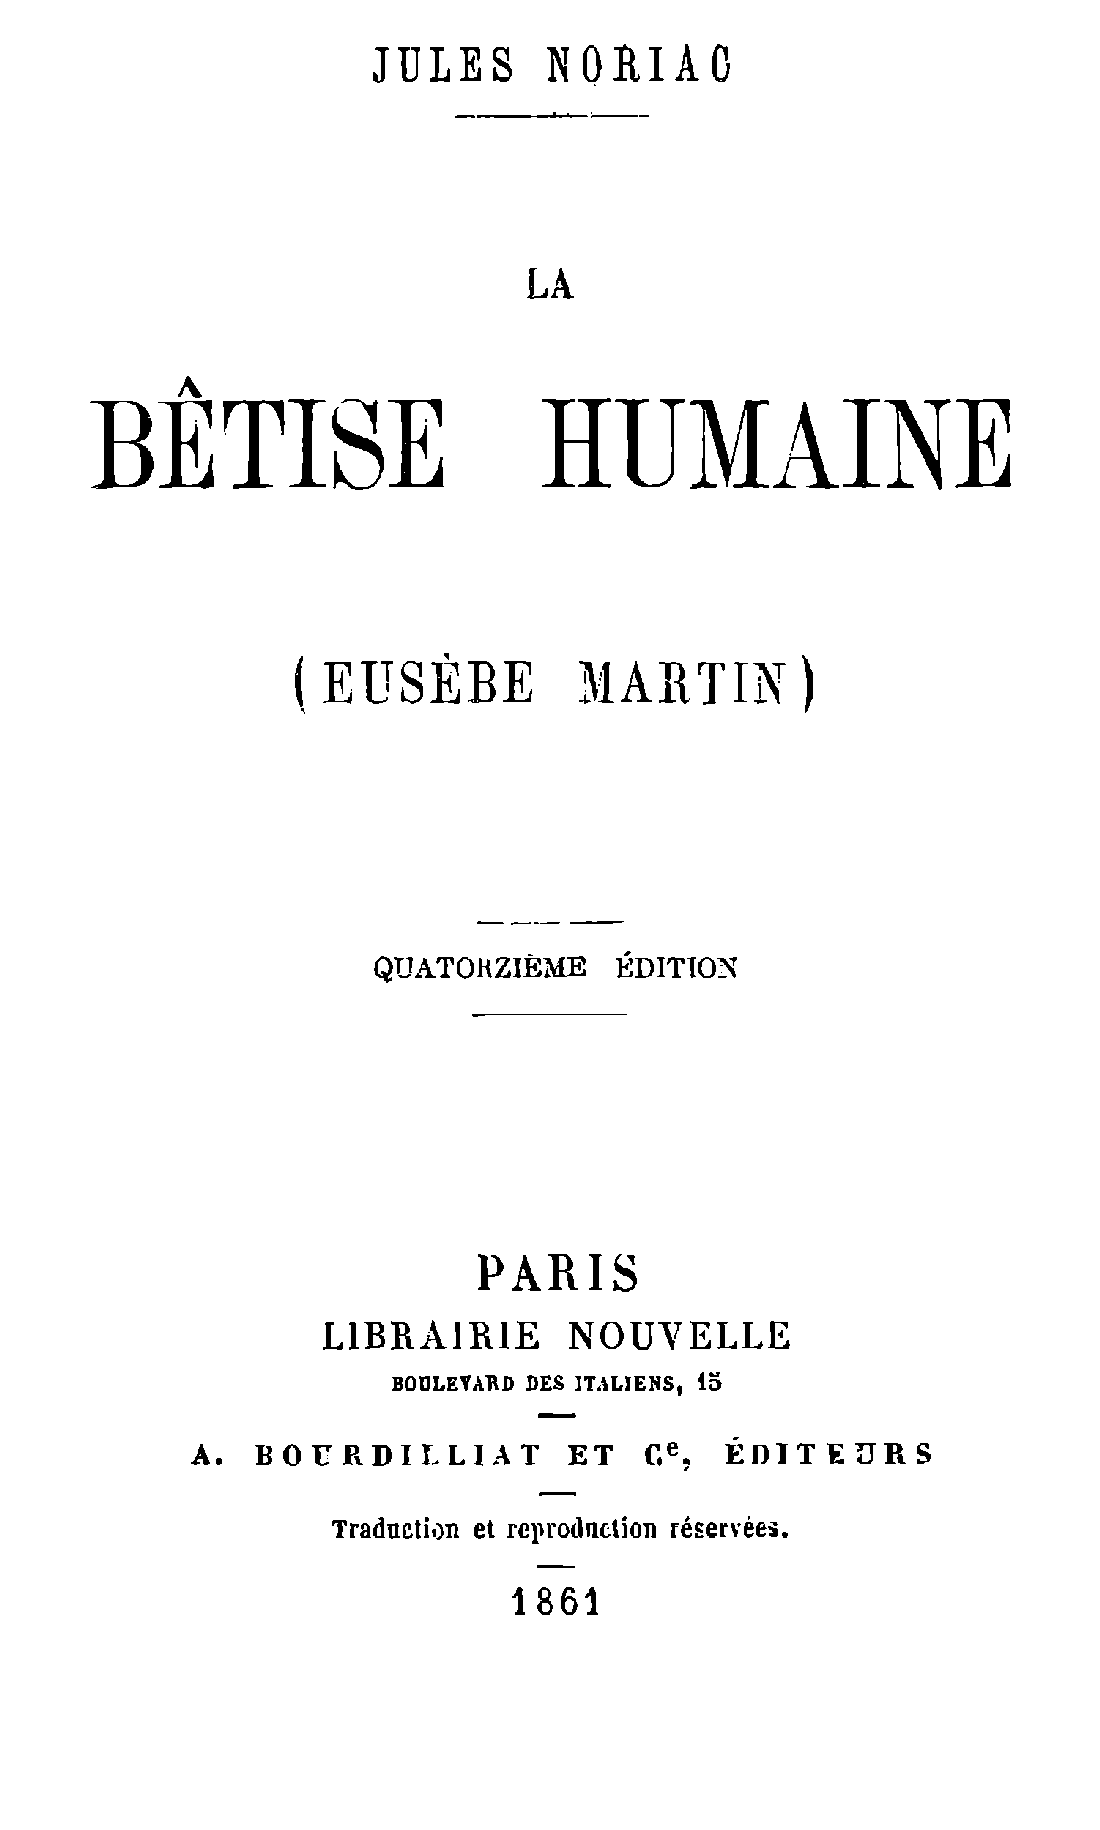 JULES NORIAC
LA
BÊTISE HUMAINE
(EUSÈBE MARTIN)
QUATORZIÈME ÉDITION
PARIS
LIBRAIRIE NOUVELLE
BOULEVARD DES ITALIENS, 15
A. BOURDILLIAT ET Ce, ÉDITEURS
Traduction et reproduction réservées.
1861